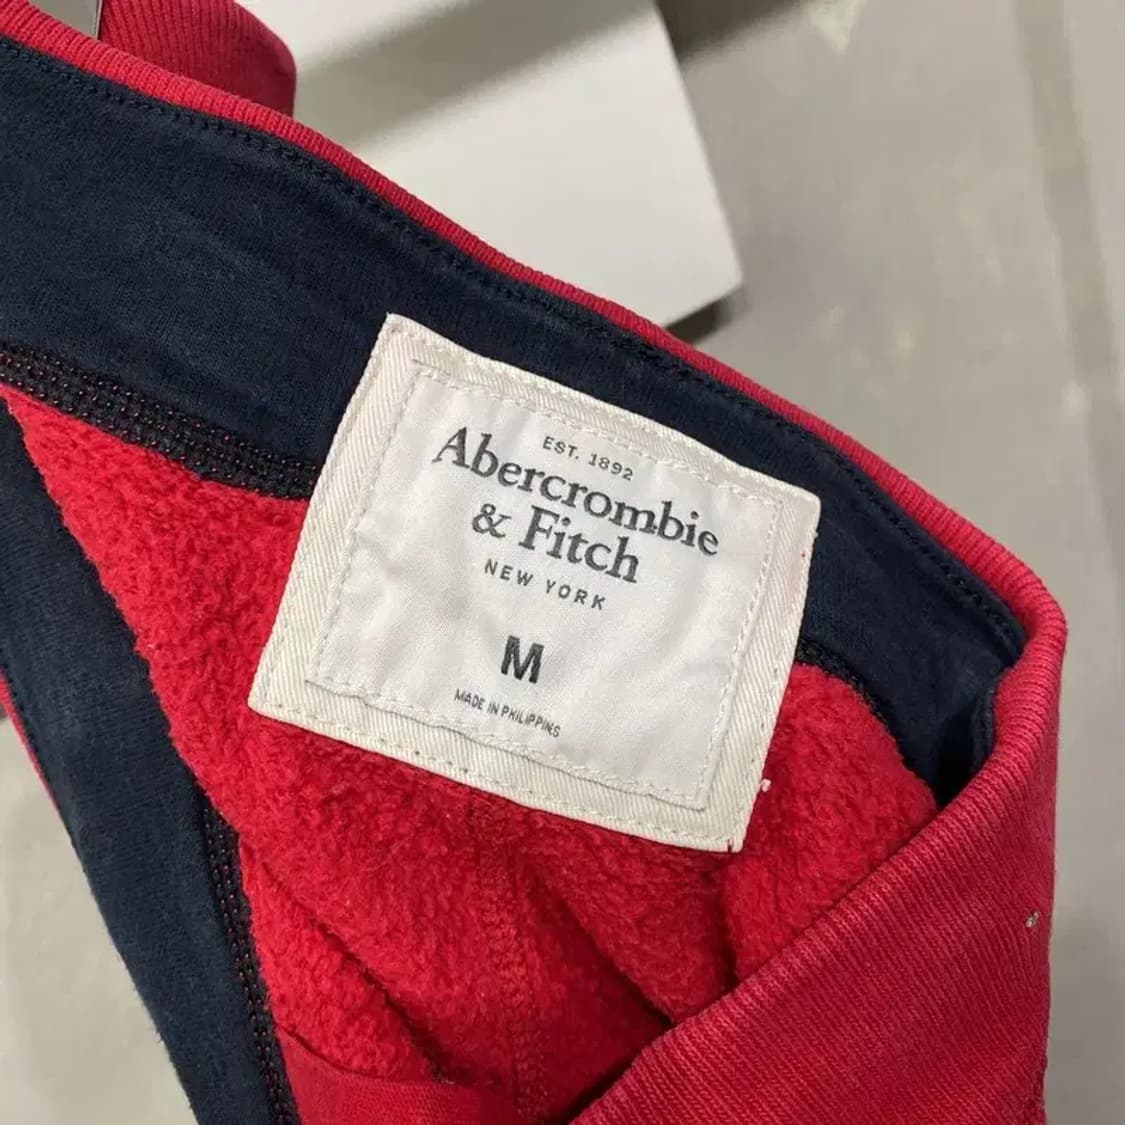 EST. 1892
Abercrombie
& Fitch
NEW YORK
M
MADE IN PHILIPPINS